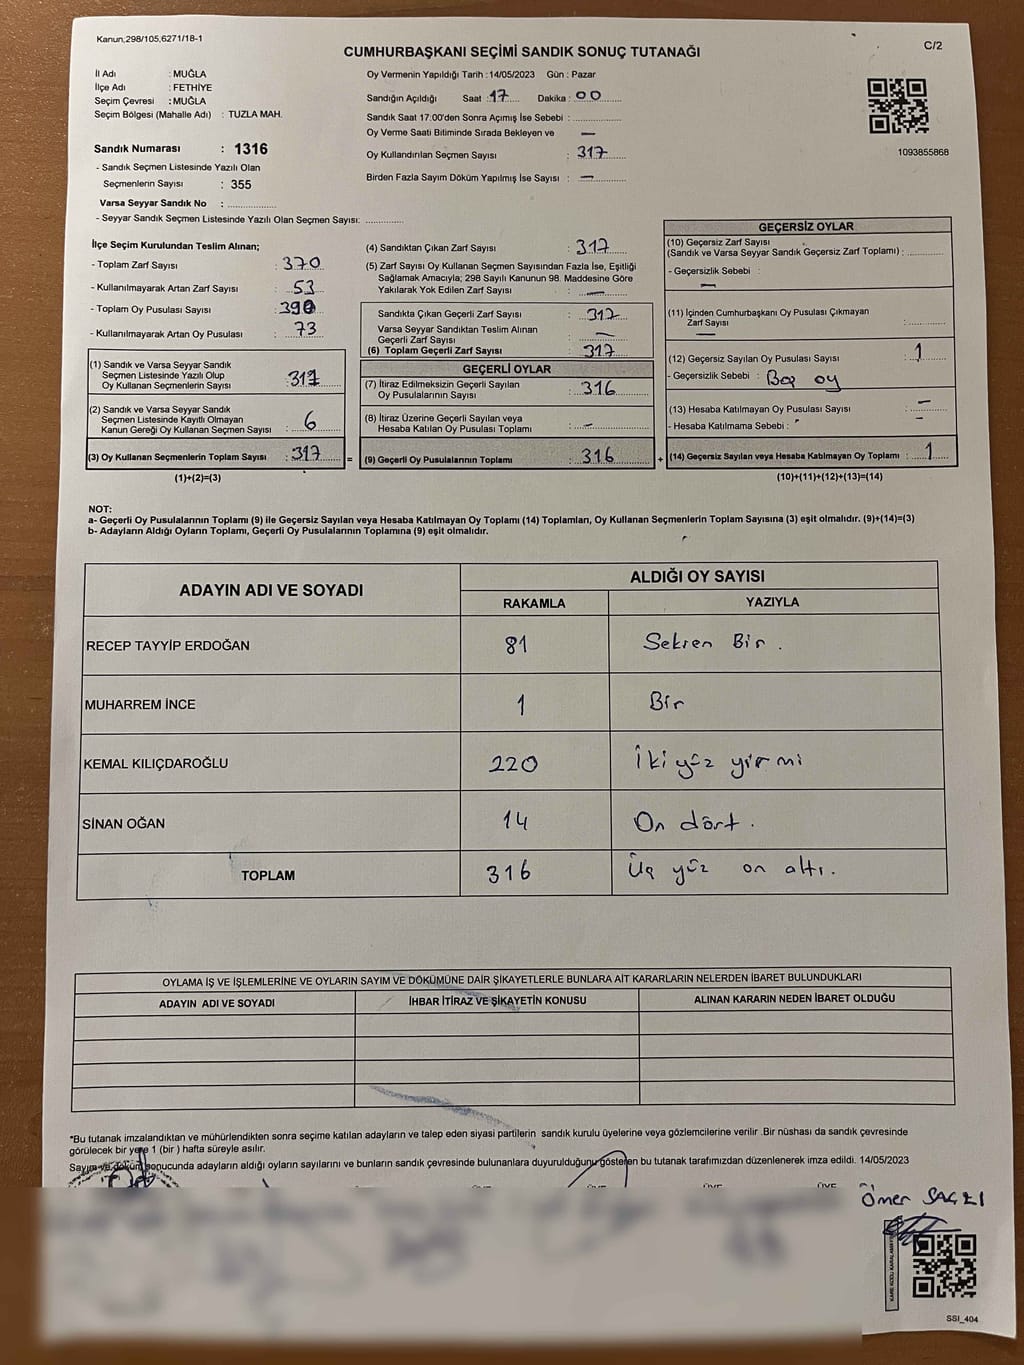 Kanun;298/105,6271/18-1
CUMHURBAŞKANI SEÇİMİ SANDIK SONUÇ TUTANAĞI
C/2
İl Adı : MUĞLA
İlçe Adı : FETHİYE
Seçim Çevresi : MUĞLA
Seçim Bölgesi (Mahalle Adı) : TUZLA MAH.
Sandık Numarası : 1316
- Sandık Seçmen Listesinde Yazılı Olan
Seçmenlerin Sayısı : 355
Varsa Seyyar Sandık No : ................
- Seyyar Sandık Seçmen Listesinde Yazılı Olan Seçmen Sayısı: .............
Oy Vermenin Yapıldığı Tarih : 14/05/2023 Gün : Pazar
Sandığın Açıldığı Saat : 17 Dakika : 00
Sandık Saat 17:00'den Sonra Açımış İse Sebebi : ................
Oy Verme Saati Bitiminde Sırada Bekleyen ve —
Oy Kullandırılan Seçmen Sayısı : 317
Birden Fazla Sayım Döküm Yapılmış İse Sayısı : —
1093855868
İlçe Seçim Kurulundan Teslim Alınan;
- Toplam Zarf Sayısı : 370
- Kullanılmayarak Artan Zarf Sayısı : 53
- Toplam Oy Pusulası Sayısı : 390
- Kullanılmayarak Artan Oy Pusulası : 73
(1) Sandık ve Varsa Seyyar Sandık
Seçmen Listesinde Yazılı Olup
Oy Kullanan Seçmenlerin Sayısı : 317
(2) Sandık ve Varsa Seyyar Sandık
Seçmen Listesinde Kayıtlı Olmayan
Kanun Gereği Oy Kullanan Seçmen Sayısı : 6
(3) Oy Kullanan Seçmenlerin Toplam Sayısı : 317 =
(1)+(2)=(3)
(4) Sandıktan Çıkan Zarf Sayısı : 317
(5) Zarf Sayısı Oy Kullanan Seçmen Sayısından Fazla İse, Eşitliği
Sağlamak Amacıyla; 298 Sayılı Kanunun 98. Maddesine Göre
Yakılarak Yok Edilen Zarf Sayısı : —
Sandıkta Çıkan Geçerli Zarf Sayısı : 317
Varsa Seyyar Sandıktan Teslim Alınan
Geçerli Zarf Sayısı : —
(6) Toplam Geçerli Zarf Sayısı : 317
GEÇERLİ OYLAR
(7) İtiraz Edilmeksizin Geçerli Sayılan
Oy Pusulalarının Sayısı : 316
(8) İtiraz Üzerine Geçerli Sayılan veya
Hesaba Katılan Oy Pusulası Toplamı : -
(9) Geçerli Oy Pusulalarının Toplamı : 316 +
GEÇERSİZ OYLAR
(10) Geçersiz Zarf Sayısı
(Sandık ve Varsa Seyyar Sandık Geçersiz Zarf Toplamı) : ..........
- Geçersizlik Sebebi :
—
(11) İçinden Cumhurbaşkanı Oy Pusulası Çıkmayan
Zarf Sayısı : ..........
—
(12) Geçersiz Sayılan Oy Pusulası Sayısı : 1
- Geçersizlik Sebebi : Boş oy
(13) Hesaba Katılmayan Oy Pusulası Sayısı : —
- Hesaba Katılmama Sebebi : -
(14) Geçersiz Sayılan veya Hesaba Katılmayan Oy Toplamı : 1
(10)+(11)+(12)+(13)=(14)
NOT:
a- Geçerli Oy Pusulalarının Toplamı (9) ile Geçersiz Sayılan veya Hesaba Katılmayan Oy Toplamı (14) Toplamları, Oy Kullanan Seçmenlerin Toplam Sayısına (3) eşit olmalıdır. (9)+(14)=(3)
b- Adayların Aldığı Oyların Toplamı, Geçerli Oy Pusulalarının Toplamına (9) eşit olmalıdır.
ADAYIN ADI VE SOYADI
ALDIĞI OY SAYISI
RAKAMLA YAZIYLA
RECEP TAYYİP ERDOĞAN 81 Seksen Bir.
MUHARREM İNCE 1 Bir
KEMAL KILIÇDAROĞLU 220 İki yüz yirmi
SİNAN OĞAN 14 On dört.
TOPLAM 316 Üç yüz on altı.
OYLAMA İŞ VE İŞLEMLERİNE VE OYLARIN SAYIM VE DÖKÜMÜNE DAİR ŞİKAYETLERLE BUNLARA AİT KARARLARIN NELERDEN İBARET BULUNDUKLARI
ADAYIN ADI VE SOYADI İHBAR İTİRAZ VE ŞİKAYETİN KONUSU ALINAN KARARIN NEDEN İBARET OLDUĞU
*Bu tutanak imzalandıktan ve mühürlendikten sonra seçime katılan adayların ve talep eden siyasi partilerin sandık kurulu üyelerine veya gözlemcilerine verilir .Bir nüshası da sandık çevresinde
görülecek bir yere 1 (bir ) hafta süreyle asılır.
Sayım ve döküm sonucunda adayların aldığı oyların sayılarını ve bunların sandık çevresinde bulunanlara duyurulduğunu gösteren bu tutanak tarafımızdan düzenlenerek imza edildi. 14/05/2023
ÜYE ÜYE ÜYE ÜYE
Ömer
KARE KODU KARALAMAYIN
SSI_404